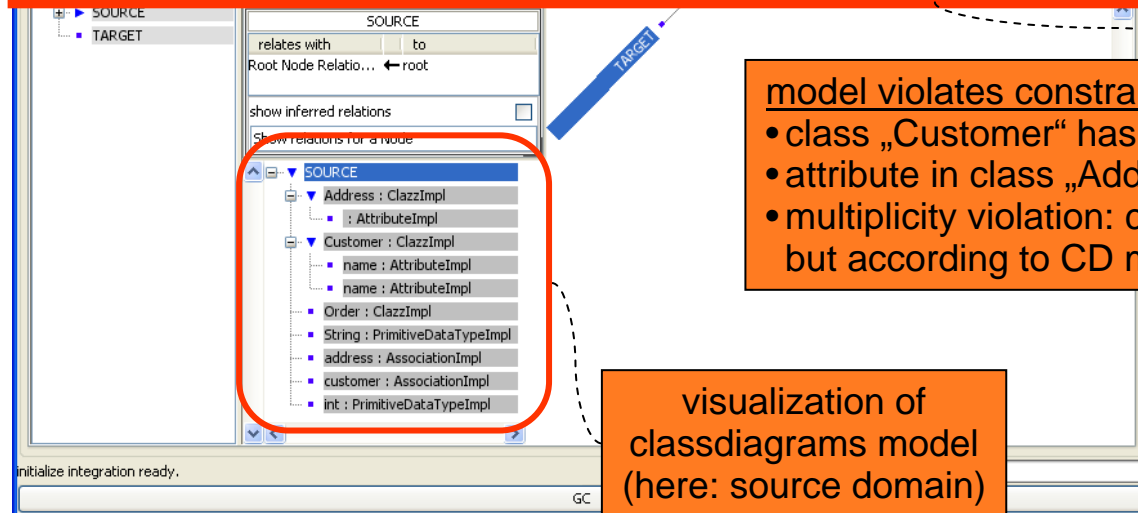 SOURCE
TARGET
SOURCE
relates with to
Root Node Relatio... root
show inferred relations
Show relations for a Node
TARGET
SOURCE
Address : ClazzImpl
: AttributeImpl
Customer : ClazzImpl
name : AttributeImpl
name : AttributeImpl
Order : ClazzImpl
String : PrimitiveDataTypeImpl
address : AssociationImpl
customer : AssociationImpl
int : PrimitiveDataTypeImpl
model violates constra
• class „Customer“ has
• attribute in class „Add
• multiplicity violation: c
but according to CD m
visualization of
classdiagrams model
(here: source domain)
initialize integration ready.
GC